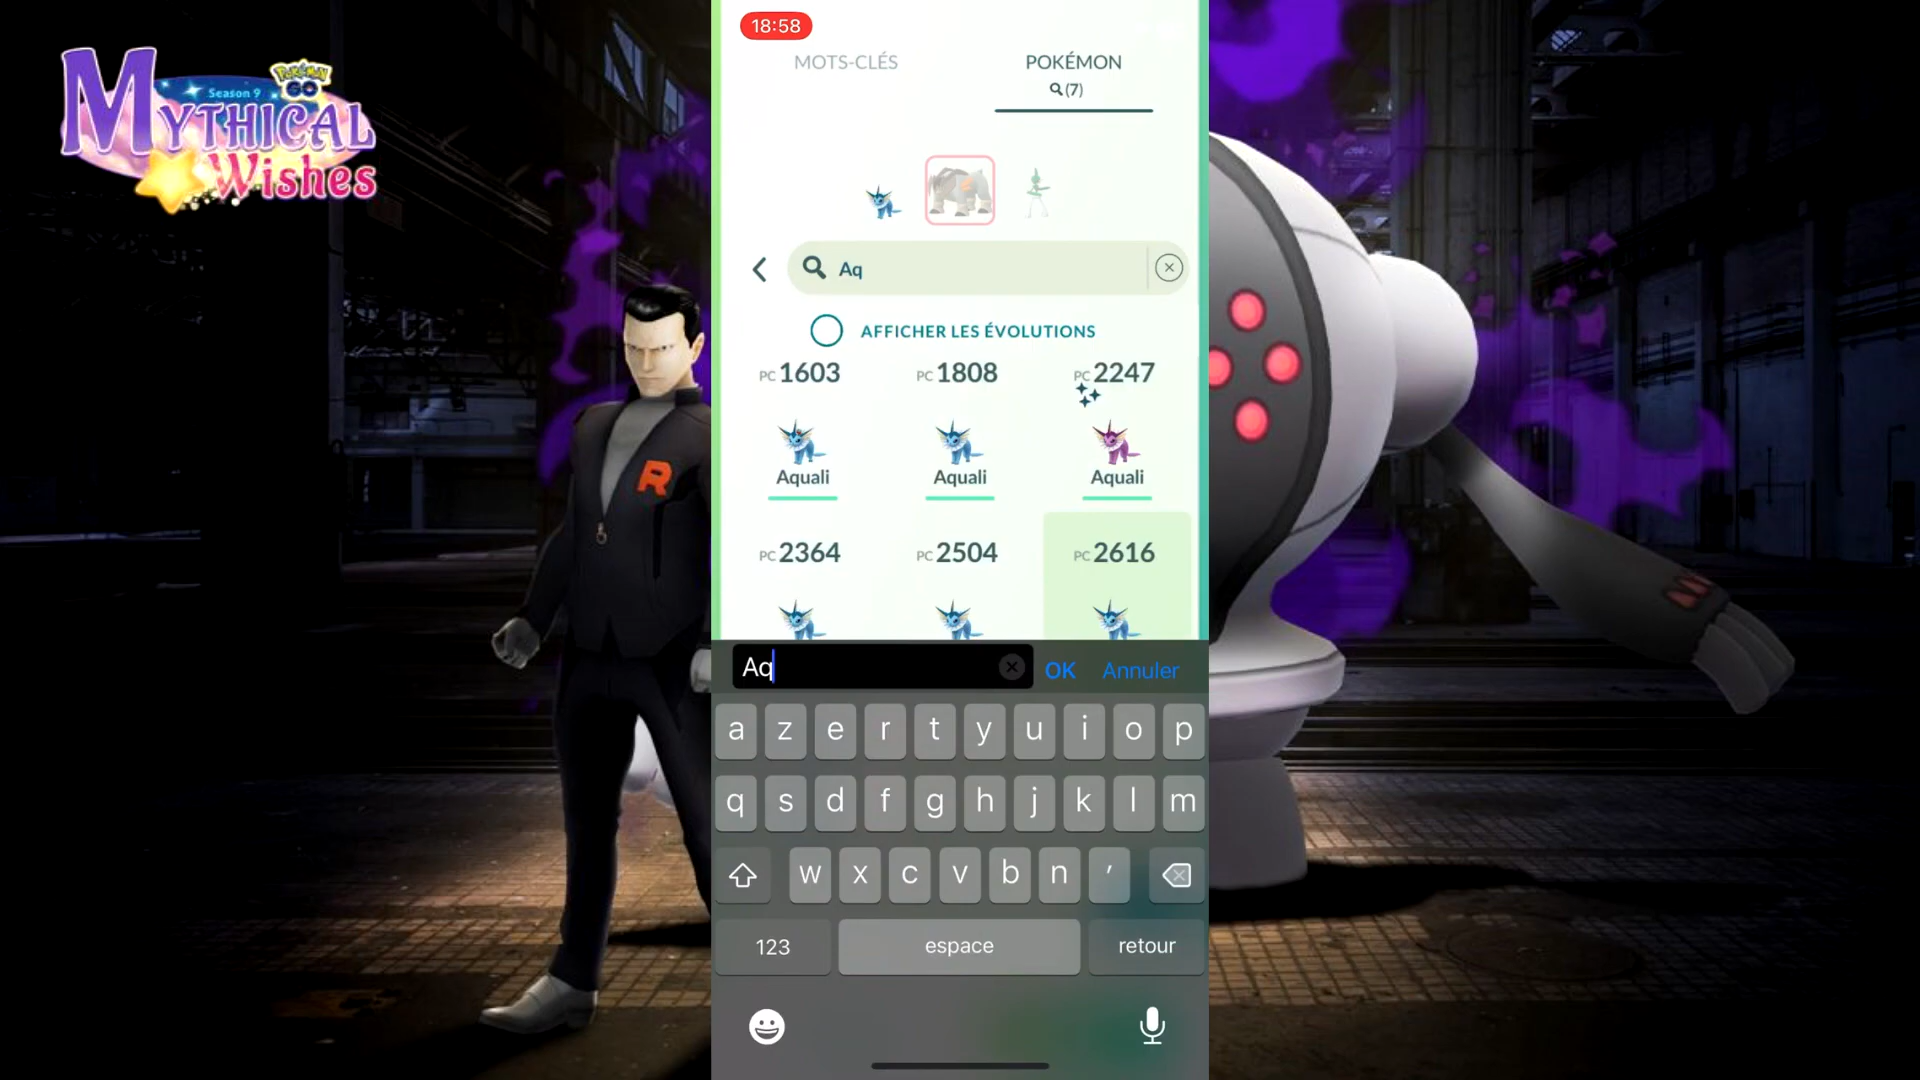 Pokémon
GO
Season 9
MYTHICAL
Wishes
R
18:58
MOTS-CLÉS
POKÉMON
(7)
Aq
AFFICHER LES ÉVOLUTIONS
PC 1603 PC 1808 PC 2247
Aquali Aquali Aquali
PC 2364 PC 2504 PC 2616
Aq OK Annuler
a z e r t y u i o p
q s d f g h j k l m
w x c v b n ′
123 espace retour